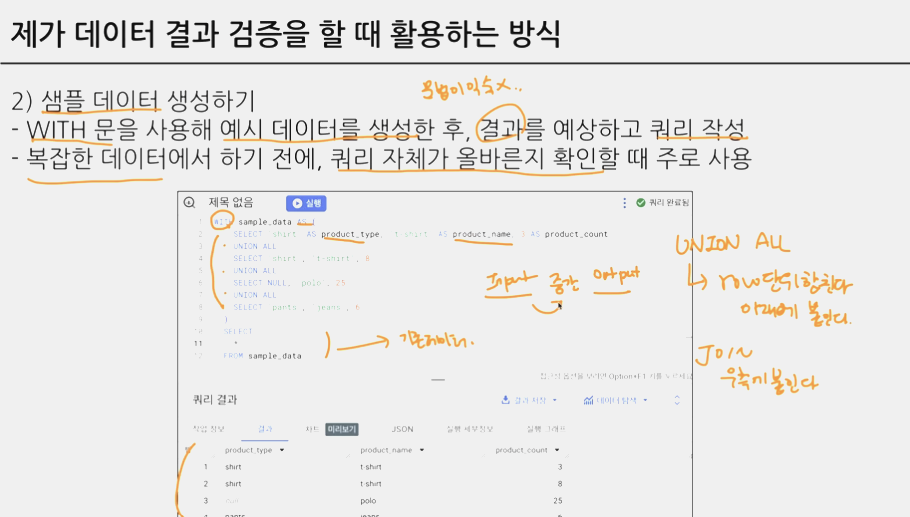 제가 데이터 결과 검증을 할 때 활용하는 방식
2) 샘플 데이터 생성하기
문법이 익숙X..
- WITH 문을 사용해 예시 데이터를 생성한 후, 결과를 예상하고 쿼리 작성
- 복잡한 데이터에서 하기 전에, 쿼리 자체가 올바른지 확인할 때 주로 사용
제목 없음 실행 쿼리 완료됨
1 WITH sample_data AS (
2 SELECT "shirt" AS product_type, "t-shirt" AS product_name, 3 AS product_count
3 UNION ALL
4 SELECT "shirt", "t-shirt", 8
5 UNION ALL
6 SELECT NULL, "polo", 25
7 UNION ALL
8 SELECT "pants", "jeans", 6
9 )
10 SELECT
11 *
12 FROM sample_data
Input 중간 Output
기존데이터.
UNION ALL
row단위 합친다
아래에 붙인다.
JOIN
우측에 붙인다
쿼리 결과 결과 저장 데이터 탐색
작업 정보 결과 차트 미리보기 JSON 실행 세부정보 실행 그래프
product_type product_name product_count
1 shirt t-shirt 3
2 shirt t-shirt 8
3 null polo 25
4 pants jeans 6